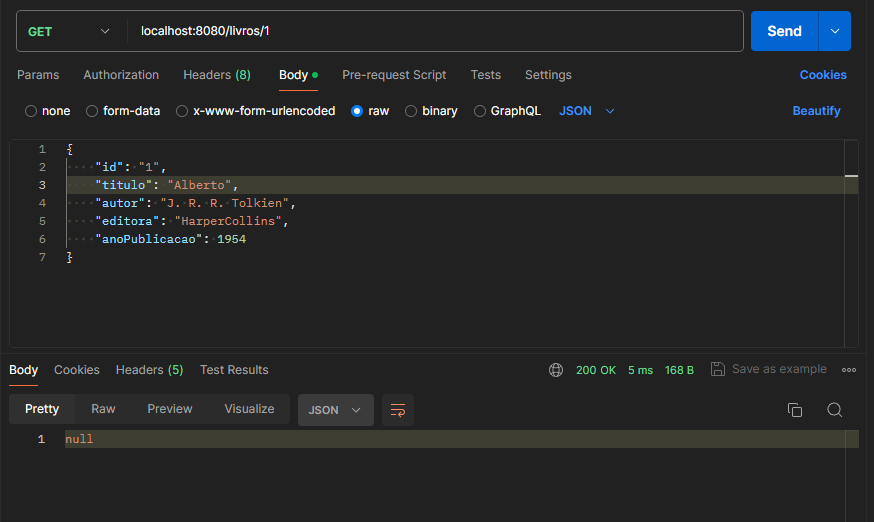 GET localhost:8080/livros/1 Send
Params Authorization Headers (8) Body Pre-request Script Tests Settings Cookies
none form-data x-www-form-urlencoded raw binary GraphQL JSON Beautify
1 {
2 ····"id":·"1",
3 ····"titulo":·"Alberto",
4 ····"autor":·"J.·R.·R.·Tolkien",
5 ····"editora":·"HarperCollins",
6 ····"anoPublicacao":·1954
7 }
Body Cookies Headers (5) Test Results 200 OK 5 ms 168 B Save as example
Pretty Raw Preview Visualize JSON
1 null